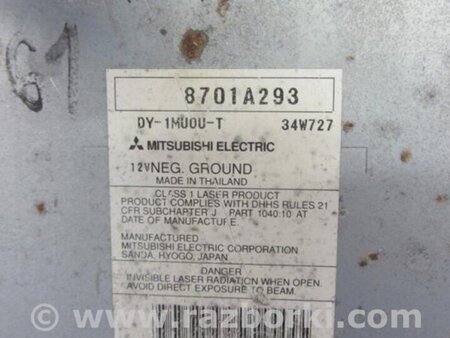 61
8701A293
DY-1MU0U-T 34W727
MITSUBISHI ELECTRIC
12V NEG. GROUND
MADE IN THAILAND
CLASS 1 LASER PRODUCT
PRODUCT COMPLIES WITH DHHS RULES 21
CFR SUBCHAPTER J PART 1040:10 AT
DATE OF MANUFACTURE.
MANUFACTURED
MITSUBISHI ELECTRIC CORPORATION
SANDA, HYOGO, JAPAN
DANGER
INVISIBLE LASER RADIATION WHEN OPEN.
AVOID DIRECT EXPOSURE TO BEAM.
www.razborki.com